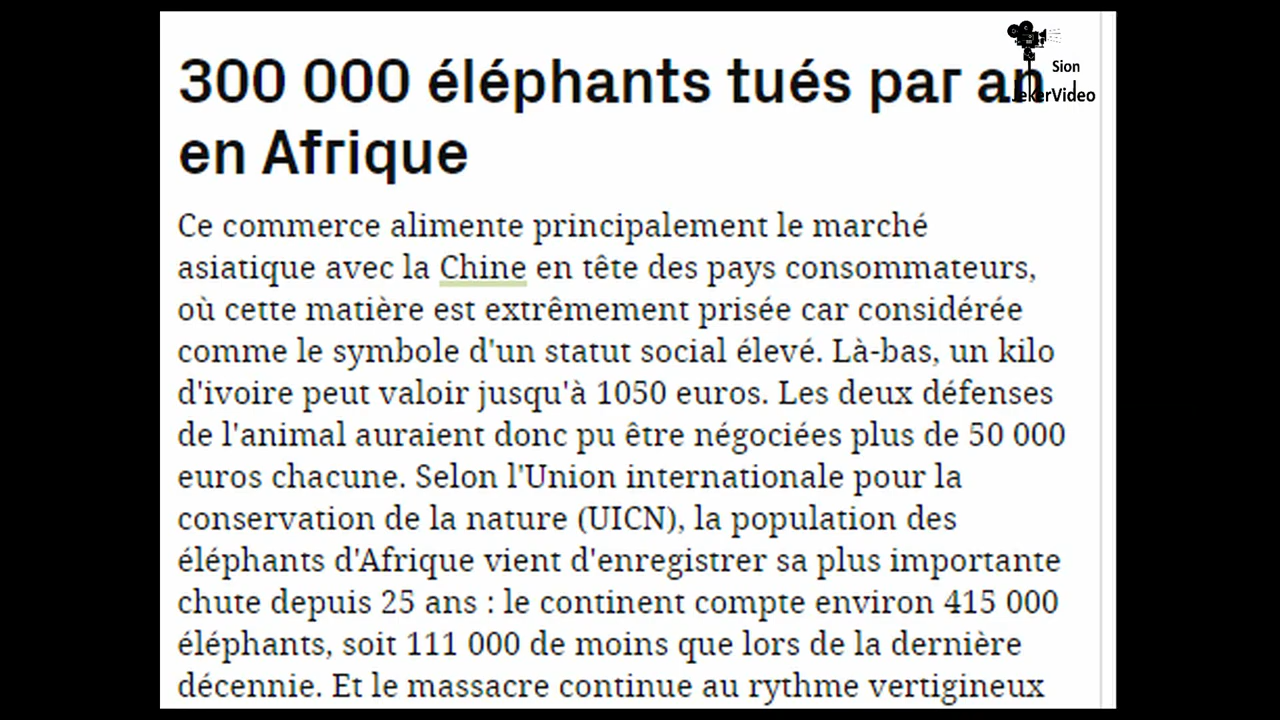 300 000 éléphants tués par an
en Afrique
Sion
JekerVideo
Ce commerce alimente principalement le marché
asiatique avec la Chine en tête des pays consommateurs,
où cette matière est extrêmement prisée car considérée
comme le symbole d'un statut social élevé. Là-bas, un kilo
d'ivoire peut valoir jusqu'à 1050 euros. Les deux défenses
de l'animal auraient donc pu être négociées plus de 50 000
euros chacune. Selon l'Union internationale pour la
conservation de la nature (UICN), la population des
éléphants d'Afrique vient d'enregistrer sa plus importante
chute depuis 25 ans : le continent compte environ 415 000
éléphants, soit 111 000 de moins que lors de la dernière
décennie. Et le massacre continue au rythme vertigineux